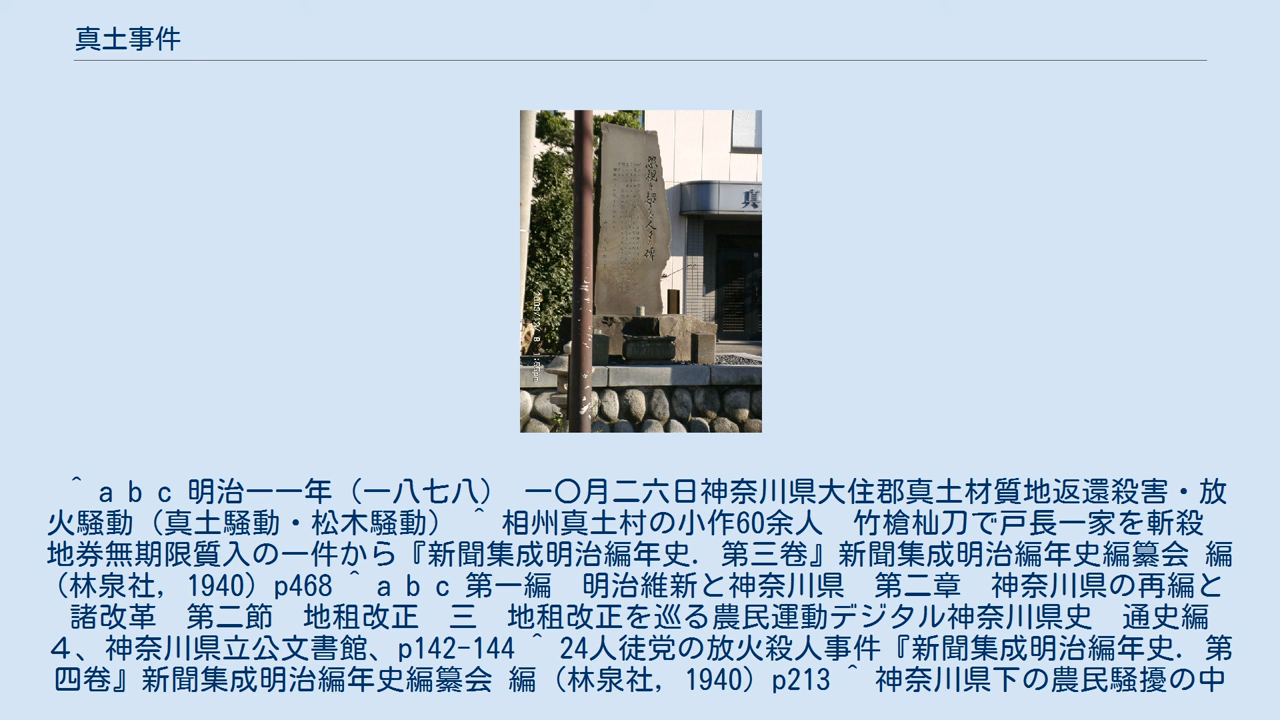 真土事件
真
^ a b c 明治一一年（一八七八）　一〇月二六日神奈川県大住郡真土材質地返還殺害・放
火騒動（真土騒動・松木騒動） ^ 相州真土村の小作60余人　竹槍杣刀で戸長一家を斬殺
地券無期限質入の一件から『新聞集成明治編年史．第三卷』新聞集成明治編年史編纂会 編
（林泉社, 1940）p468 ^ a b c 第一編　明治維新と神奈川県　第二章　神奈川県の再編と
諸改革　第二節　地租改正　三　地租改正を巡る農民運動デジタル神奈川県史　通史編
４、神奈川県立公文書館、p142-144 ^ 24人徒党の放火殺人事件『新聞集成明治編年史．第
四卷』新聞集成明治編年史編纂会 編（林泉社, 1940）p213 ^ 神奈川県下の農民騒擾の中